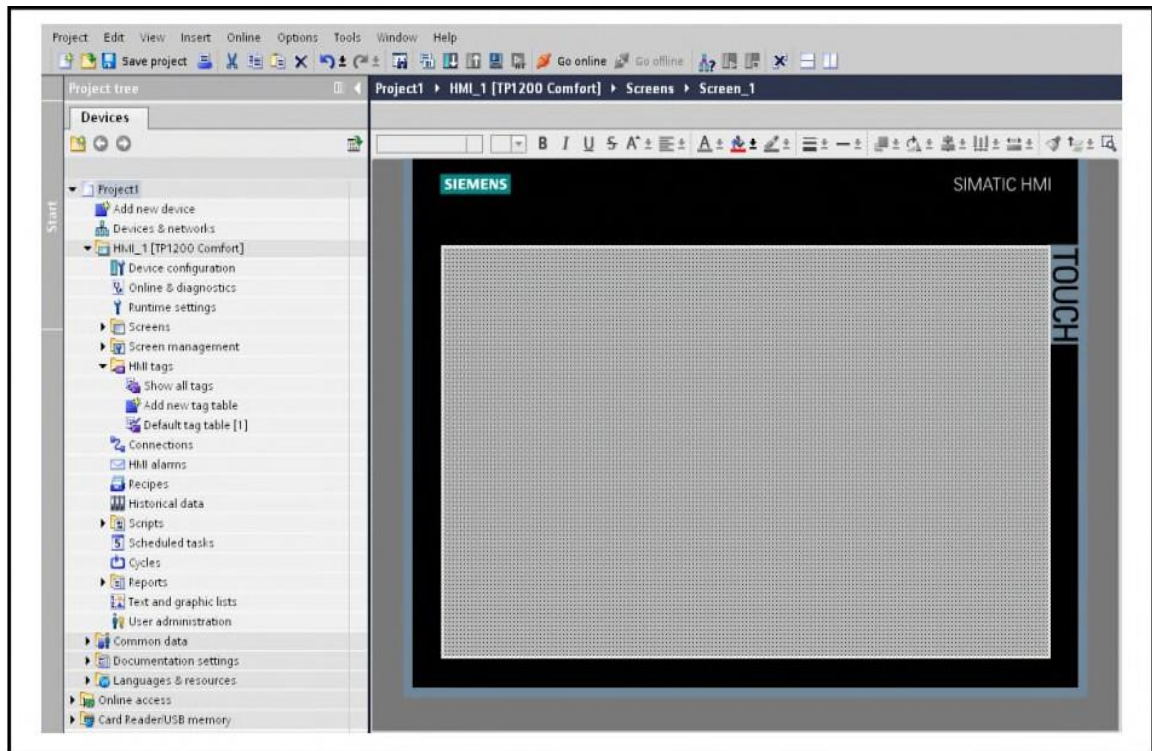 Project Edit View Insert Online Options Tools Window Help
Save project Go online Go offline
Project tree
Project1 HMI_1 [TP1200 Comfort] Screens Screen_1
Devices
B I U S A A
Start
Project1
Add new device
Devices & networks
HMI_1 [TP1200 Comfort]
Device configuration
Online & diagnostics
Runtime settings
Screens
Screen management
HMI tags
Show all tags
Add new tag table
Default tag table [1]
Connections
HMI alarms
Recipes
Historical data
Scripts
Scheduled tasks
Cycles
Reports
Text and graphic lists
User administration
Common data
Documentation settings
Languages & resources
Online access
Card Reader/USB memory
SIEMENS SIMATIC HMI
TOUCH